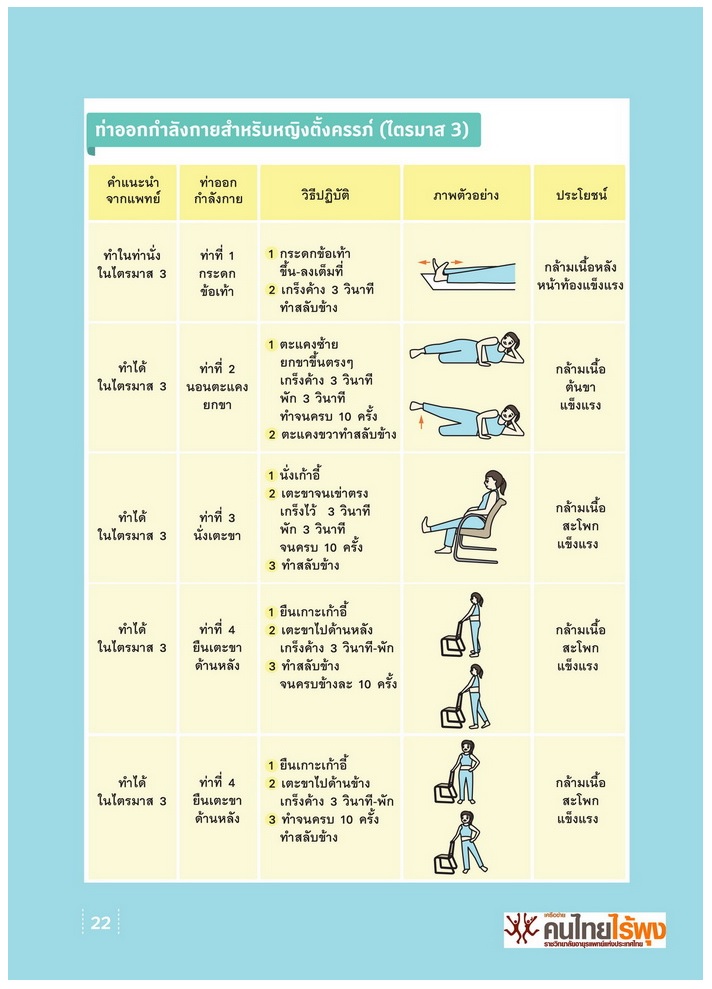 ท่าออกกำลังกายสำหรับหญิงตั้งครรภ์ (ไตรมาส 3)
คำแนะนำ
จากแพทย์
ท่าออก
กำลังกาย
วิธีปฏิบัติ
ภาพตัวอย่าง
ประโยชน์
ทำในท่านั่ง
ในไตรมาส 3
ท่าที่ 1
กระดก
ข้อเท้า
1 กระดกข้อเท้า
ขึ้น-ลงเต็มที่
2 เกร็งค้าง 3 วินาที
ทำสลับข้าง
กล้ามเนื้อหลัง
หน้าท้องแข็งแรง
ทำได้
ในไตรมาส 3
ท่าที่ 2
นอนตะแคง
ยกขา
1 ตะแคงซ้าย
ยกขาขึ้นตรงๆ
เกร็งค้าง 3 วินาที
พัก 3 วินาที
ทำจนครบ 10 ครั้ง
2 ตะแคงขวาทำสลับข้าง
กล้ามเนื้อ
ต้นขา
แข็งแรง
ทำได้
ในไตรมาส 3
ท่าที่ 3
นั่งเตะขา
1 นั่งเก้าอี้
2 เตะขาจนเข่าตรง
เกร็งไว้ 3 วินาที
พัก 3 วินาที
จนครบ 10 ครั้ง
3 ทำสลับข้าง
กล้ามเนื้อ
สะโพก
แข็งแรง
ทำได้
ในไตรมาส 3
ท่าที่ 4
ยืนเตะขา
ด้านหลัง
1 ยืนเกาะเก้าอี้
2 เตะขาไปด้านหลัง
เกร็งค้าง 3 วินาที-พัก
3 ทำสลับข้าง
จนครบข้างละ 10 ครั้ง
กล้ามเนื้อ
สะโพก
แข็งแรง
ทำได้
ในไตรมาส 3
ท่าที่ 4
ยืนเตะขา
ด้านหลัง
1 ยืนเกาะเก้าอี้
2 เตะขาไปด้านข้าง
เกร็งค้าง 3 วินาที-พัก
3 ทำจนครบ 10 ครั้ง
ทำสลับข้าง
กล้ามเนื้อ
สะโพก
แข็งแรง
22
เครือข่าย
คนไทยไร้พุง
ราชวิทยาลัยอายุรแพทย์แห่งประเทศไทย